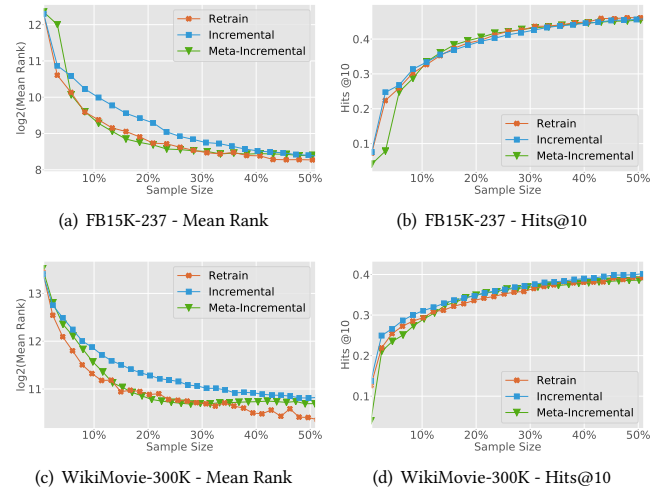 12
11
10
9
8
log2(Mean Rank)
Retrain
Incremental
Meta-Incremental
10% 20% 30% 40% 50%
Sample Size
(a) FB15K-237 - Mean Rank
0.4
0.3
0.2
0.1
Hits @10
Retrain
Incremental
Meta-Incremental
10% 20% 30% 40% 50%
Sample Size
(b) FB15K-237 - Hits@10
13
12
11
log2(Mean Rank)
Retrain
Incremental
Meta-Incremental
10% 20% 30% 40% 50%
Sample Size
(c) WikiMovie-300K - Mean Rank
0.4
0.3
0.2
0.1
Hits @10
Retrain
Incremental
Meta-Incremental
10% 20% 30% 40% 50%
Sample Size
(d) WikiMovie-300K - Hits@10